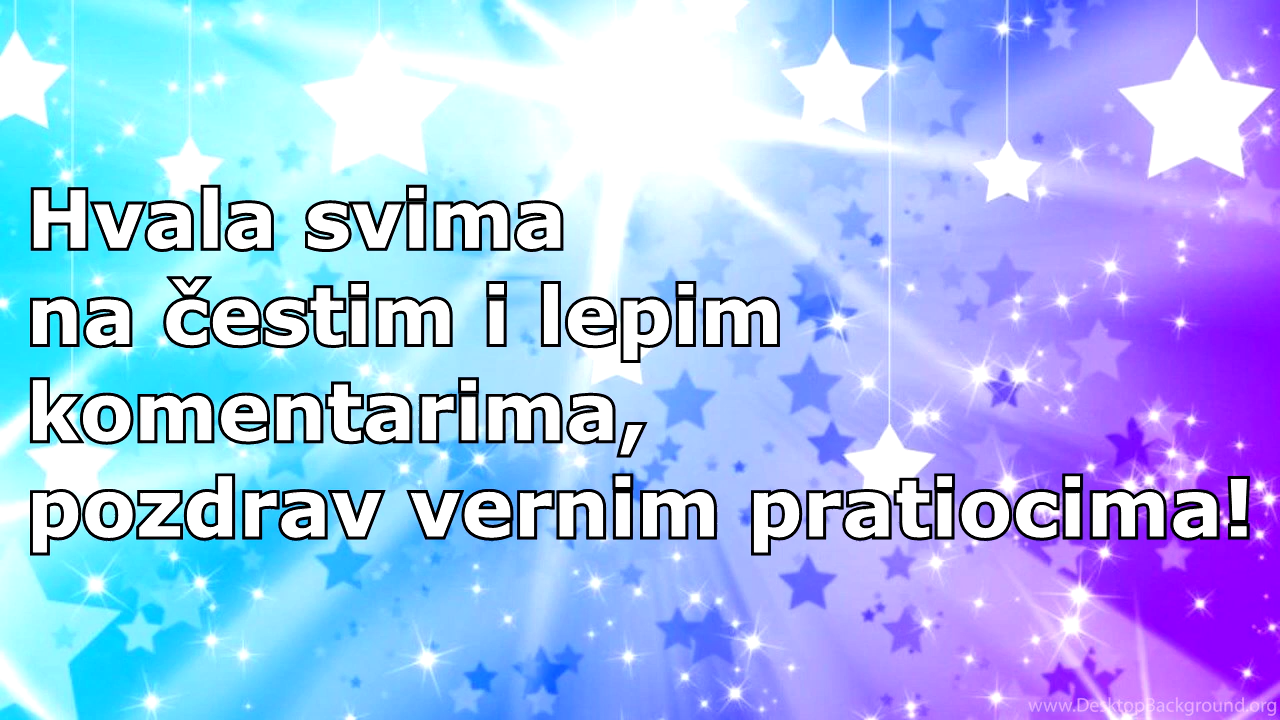 Hvala svima
na čestim i lepim
komentarima,
pozdrav vernim pratiocima!
www.DesktopBackground.org